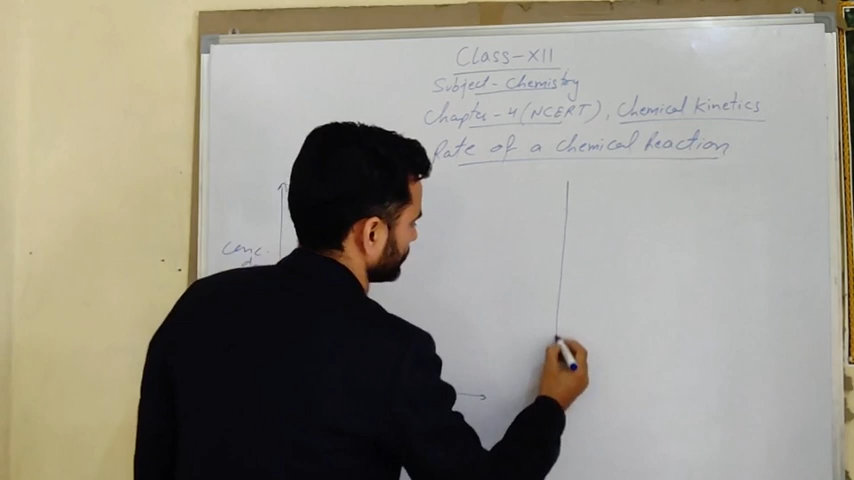 Class-XII
Subject-Chemistry
Chapter-4(NCERT), Chemical Kinetics
Rate of a Chemical Reaction
Conc.